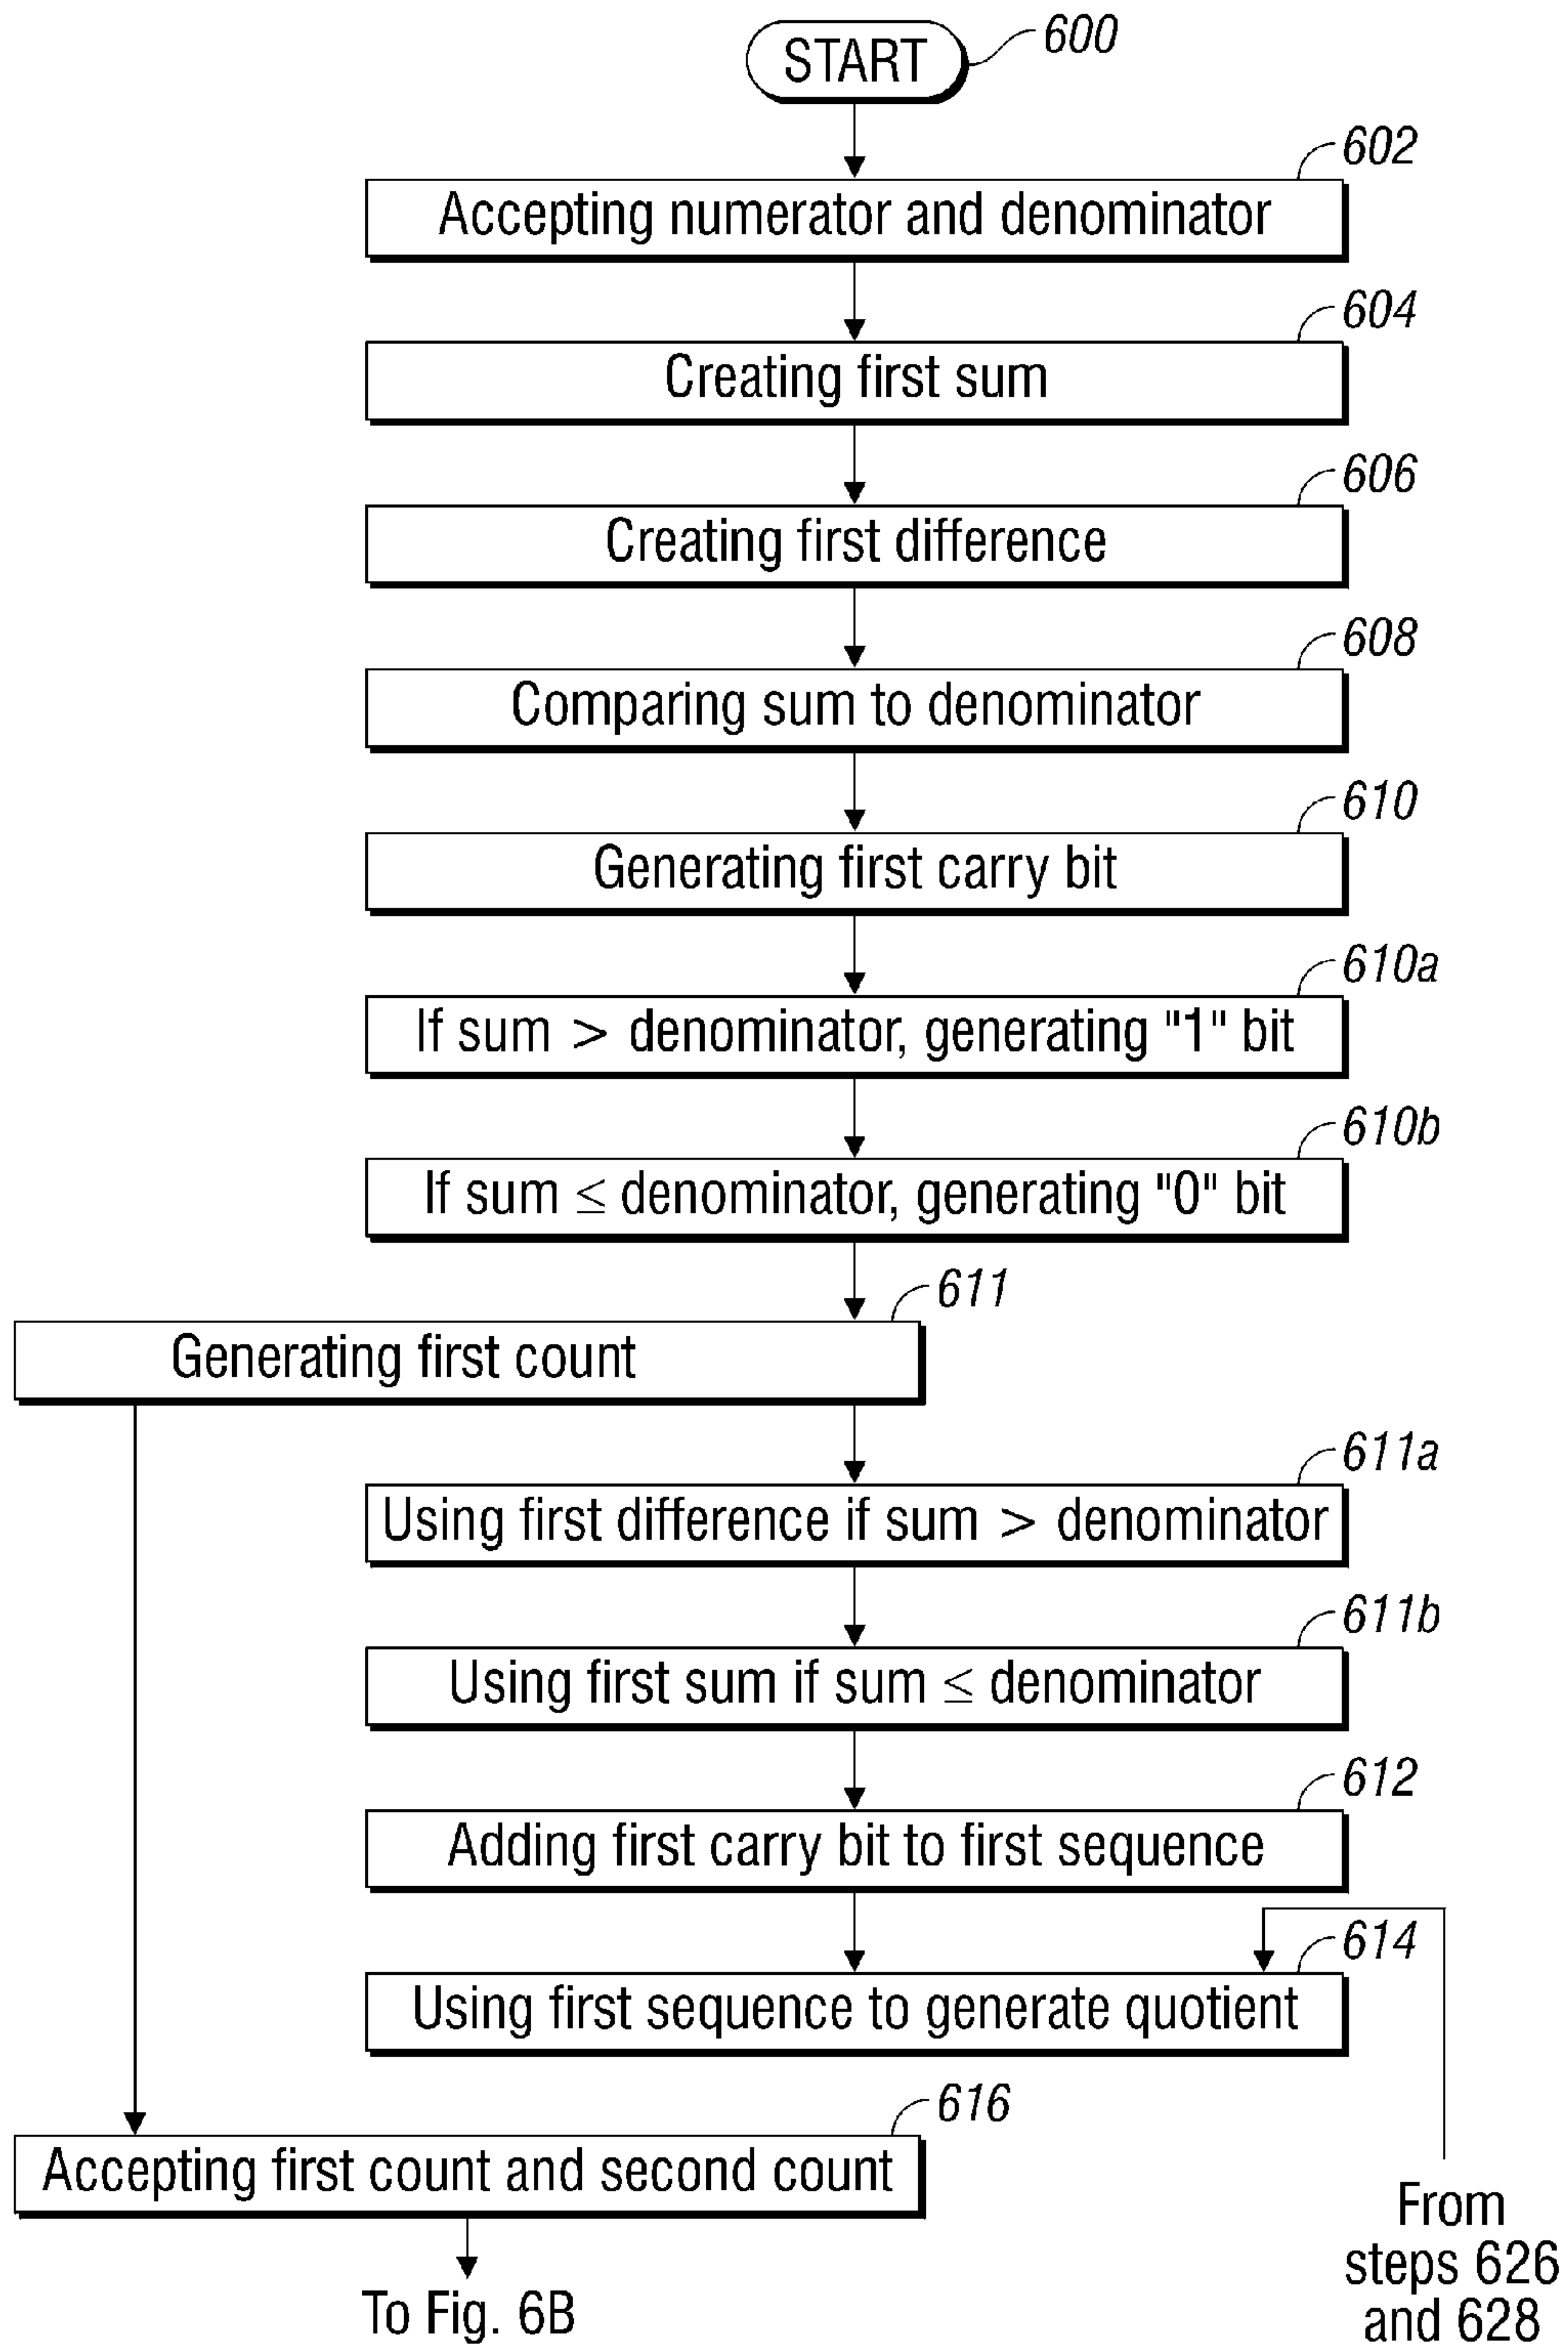 START
600
602
Accepting numerator and denominator
604
Creating first sum
606
Creating first difference
608
Comparing sum to denominator
610
Generating first carry bit
610a
If sum > denominator, generating "1" bit
610b
If sum ≤ denominator, generating "0" bit
611
Generating first count
611a
Using first difference if sum > denominator
611b
Using first sum if sum ≤ denominator
612
Adding first carry bit to first sequence
614
Using first sequence to generate quotient
616
Accepting first count and second count
From
steps 626
and 628
To Fig. 6B